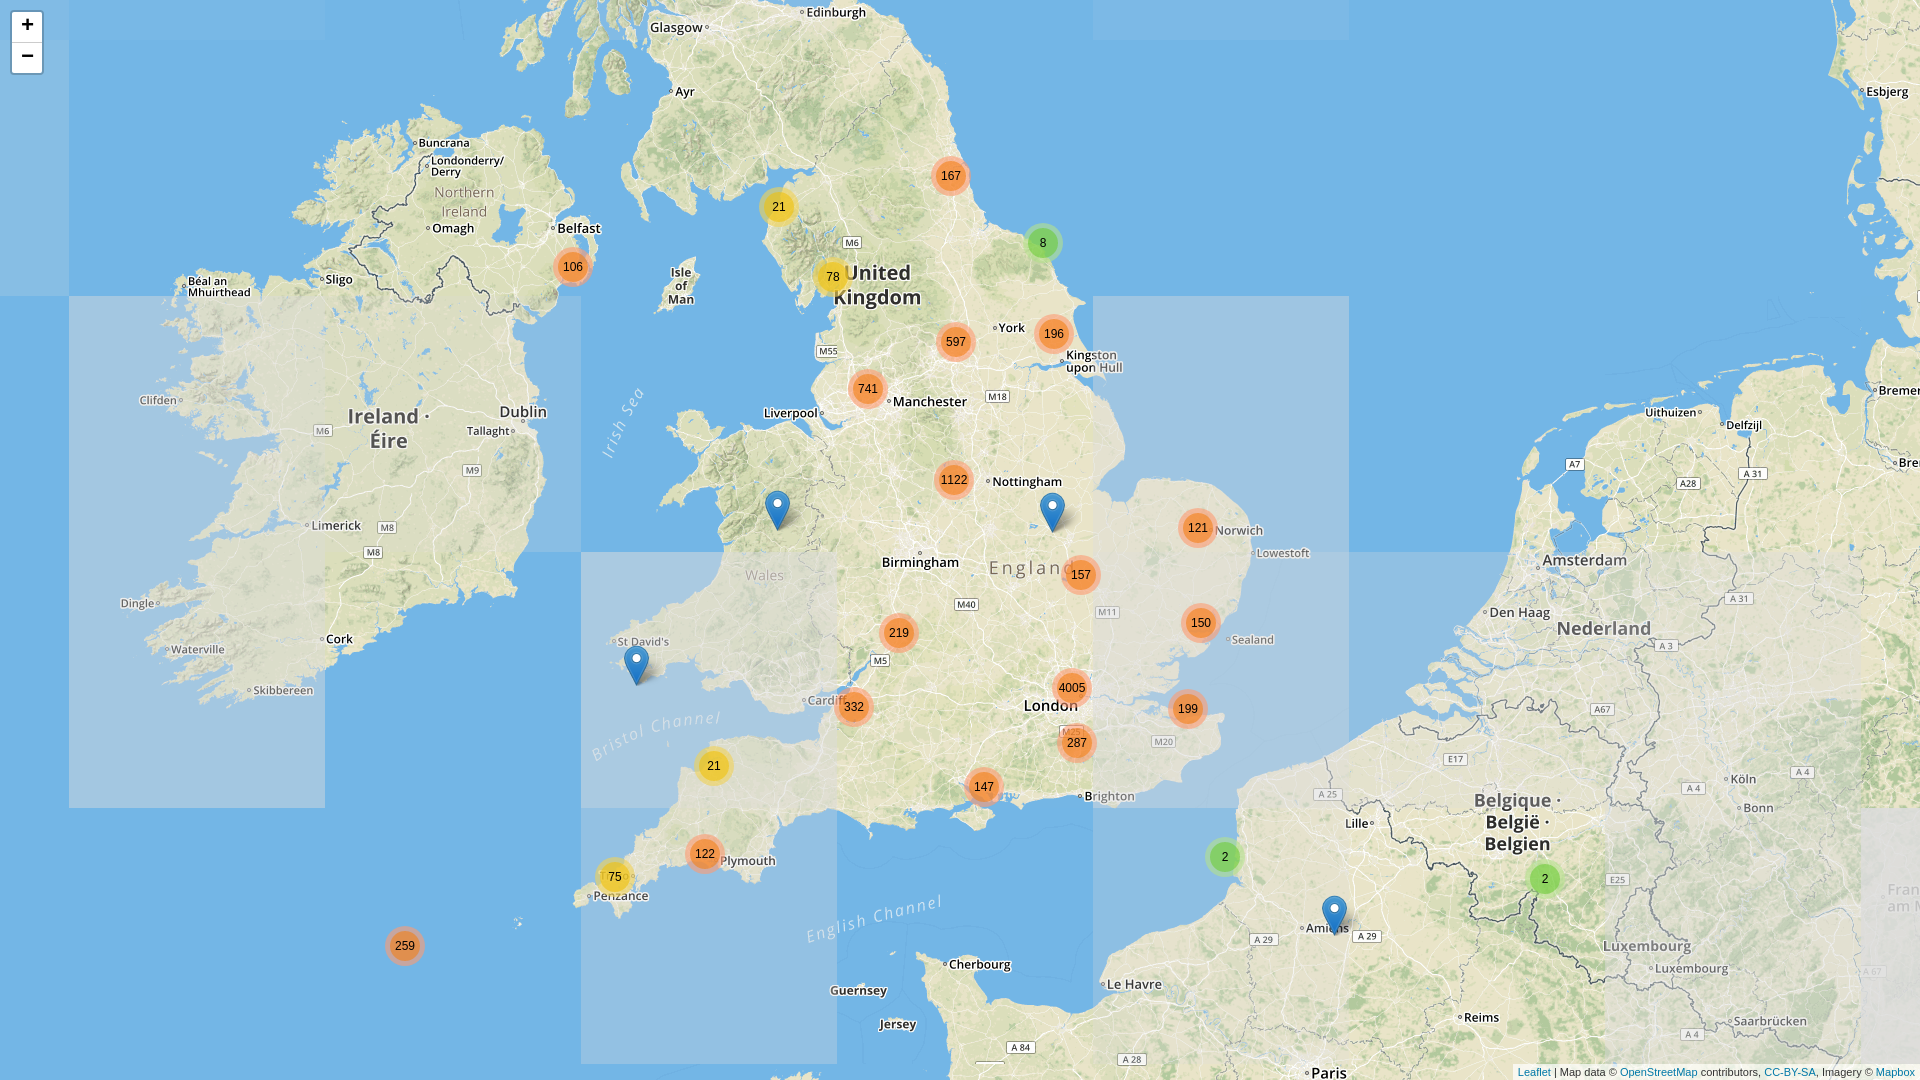 +
−
Edinburgh
Glasgow
Ayr
Esbjerg
Buncrana
Londonderry/
Derry
167
Northern
Ireland
21
Omagh
Belfast
M6
8
106
Isle
of
Man
78
United
Kingdom
Sligo
Béal an
Mhuirthead
York
196
597
M55
Kingston
upon Hull
741
Clifden
Bremer
M18
Manchester
Ireland ·
Éire
Dublin
Liverpool
Uithuizen
Delfzijl
M6
Tallaght
Irish Sea
M9
A7
A 31
Bre
1122
Nottingham
A28
Limerick
M8
121
Norwich
M8
Lowestoft
Birmingham
England
Amsterdam
Wales
157
Dingle
M40
M11
A 31
Den Haag
219
150
Nederland
Cork
St David's
Sealand
Waterville
M5
A 3
Skibbereen
4005
Cardiff
332
London
199
A67
Bristol Channel
M25
287
M20
E17
21
147
Köln
A 4
A 4
Brighton
A 25
Belgique ·
België ·
Belgien
Bonn
Lille
122
Plymouth
2
75
2
E25
Penzance
Fran
am M
English Channel
Amiens
A 29
A 29
259
Luxembourg
Cherbourg
Luxembourg
A 67
Guernsey
Le Havre
Reims
Saarbrücken
Jersey
A 84
A 28
A 4
Paris
Leaflet | Map data © OpenStreetMap contributors, CC-BY-SA, Imagery © Mapbox